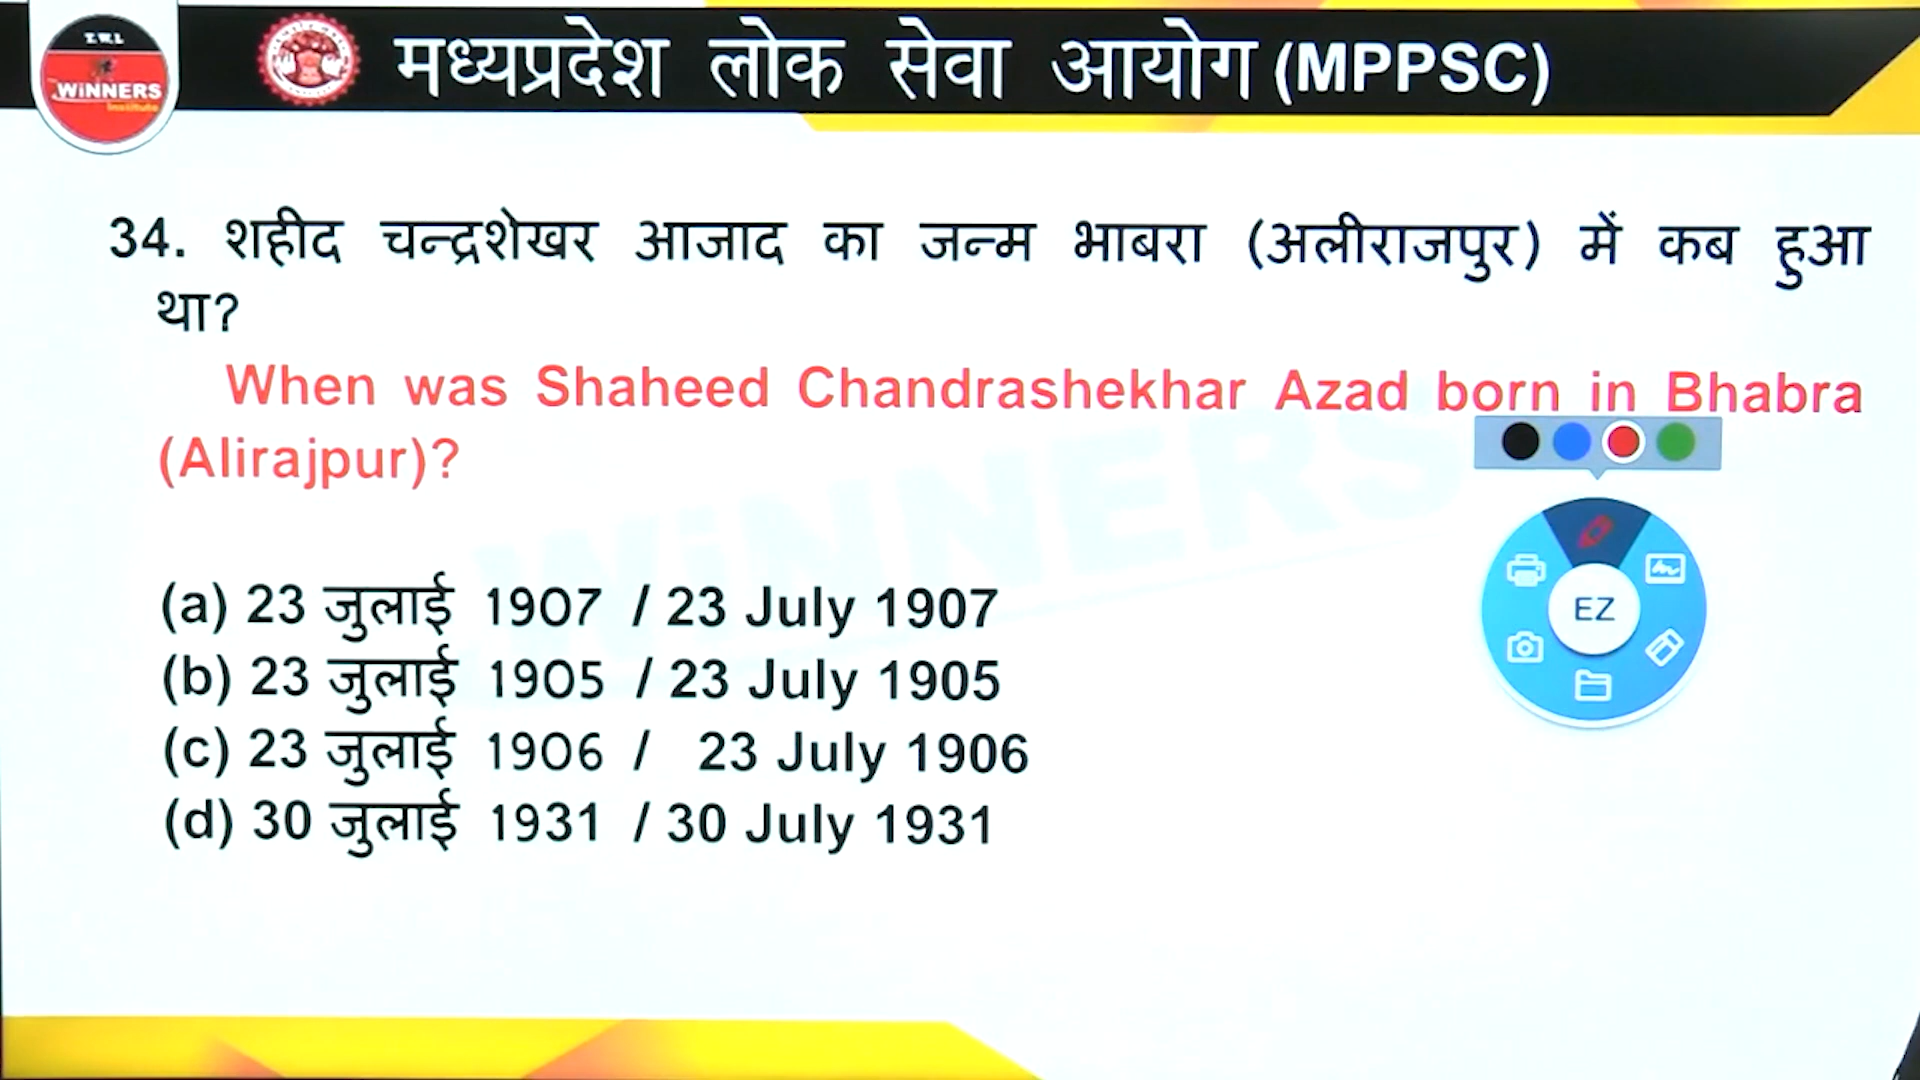 T.W.I.
WiNNERS
Institute
मध्यप्रदेश लोक सेवा आयोग (MPPSC)
34. शहीद चन्द्रशेखर आजाद का जन्म भाबरा (अलीराजपुर) में कब हुआ
था?
When was Shaheed Chandrashekhar Azad born in Bhabra
(Alirajpur)?
WiNNERS
EZ
(a) 23 जुलाई 1907 / 23 July 1907
(b) 23 जुलाई 1905 / 23 July 1905
(c) 23 जुलाई 1906 / 23 July 1906
(d) 30 जुलाई 1931 / 30 July 1931